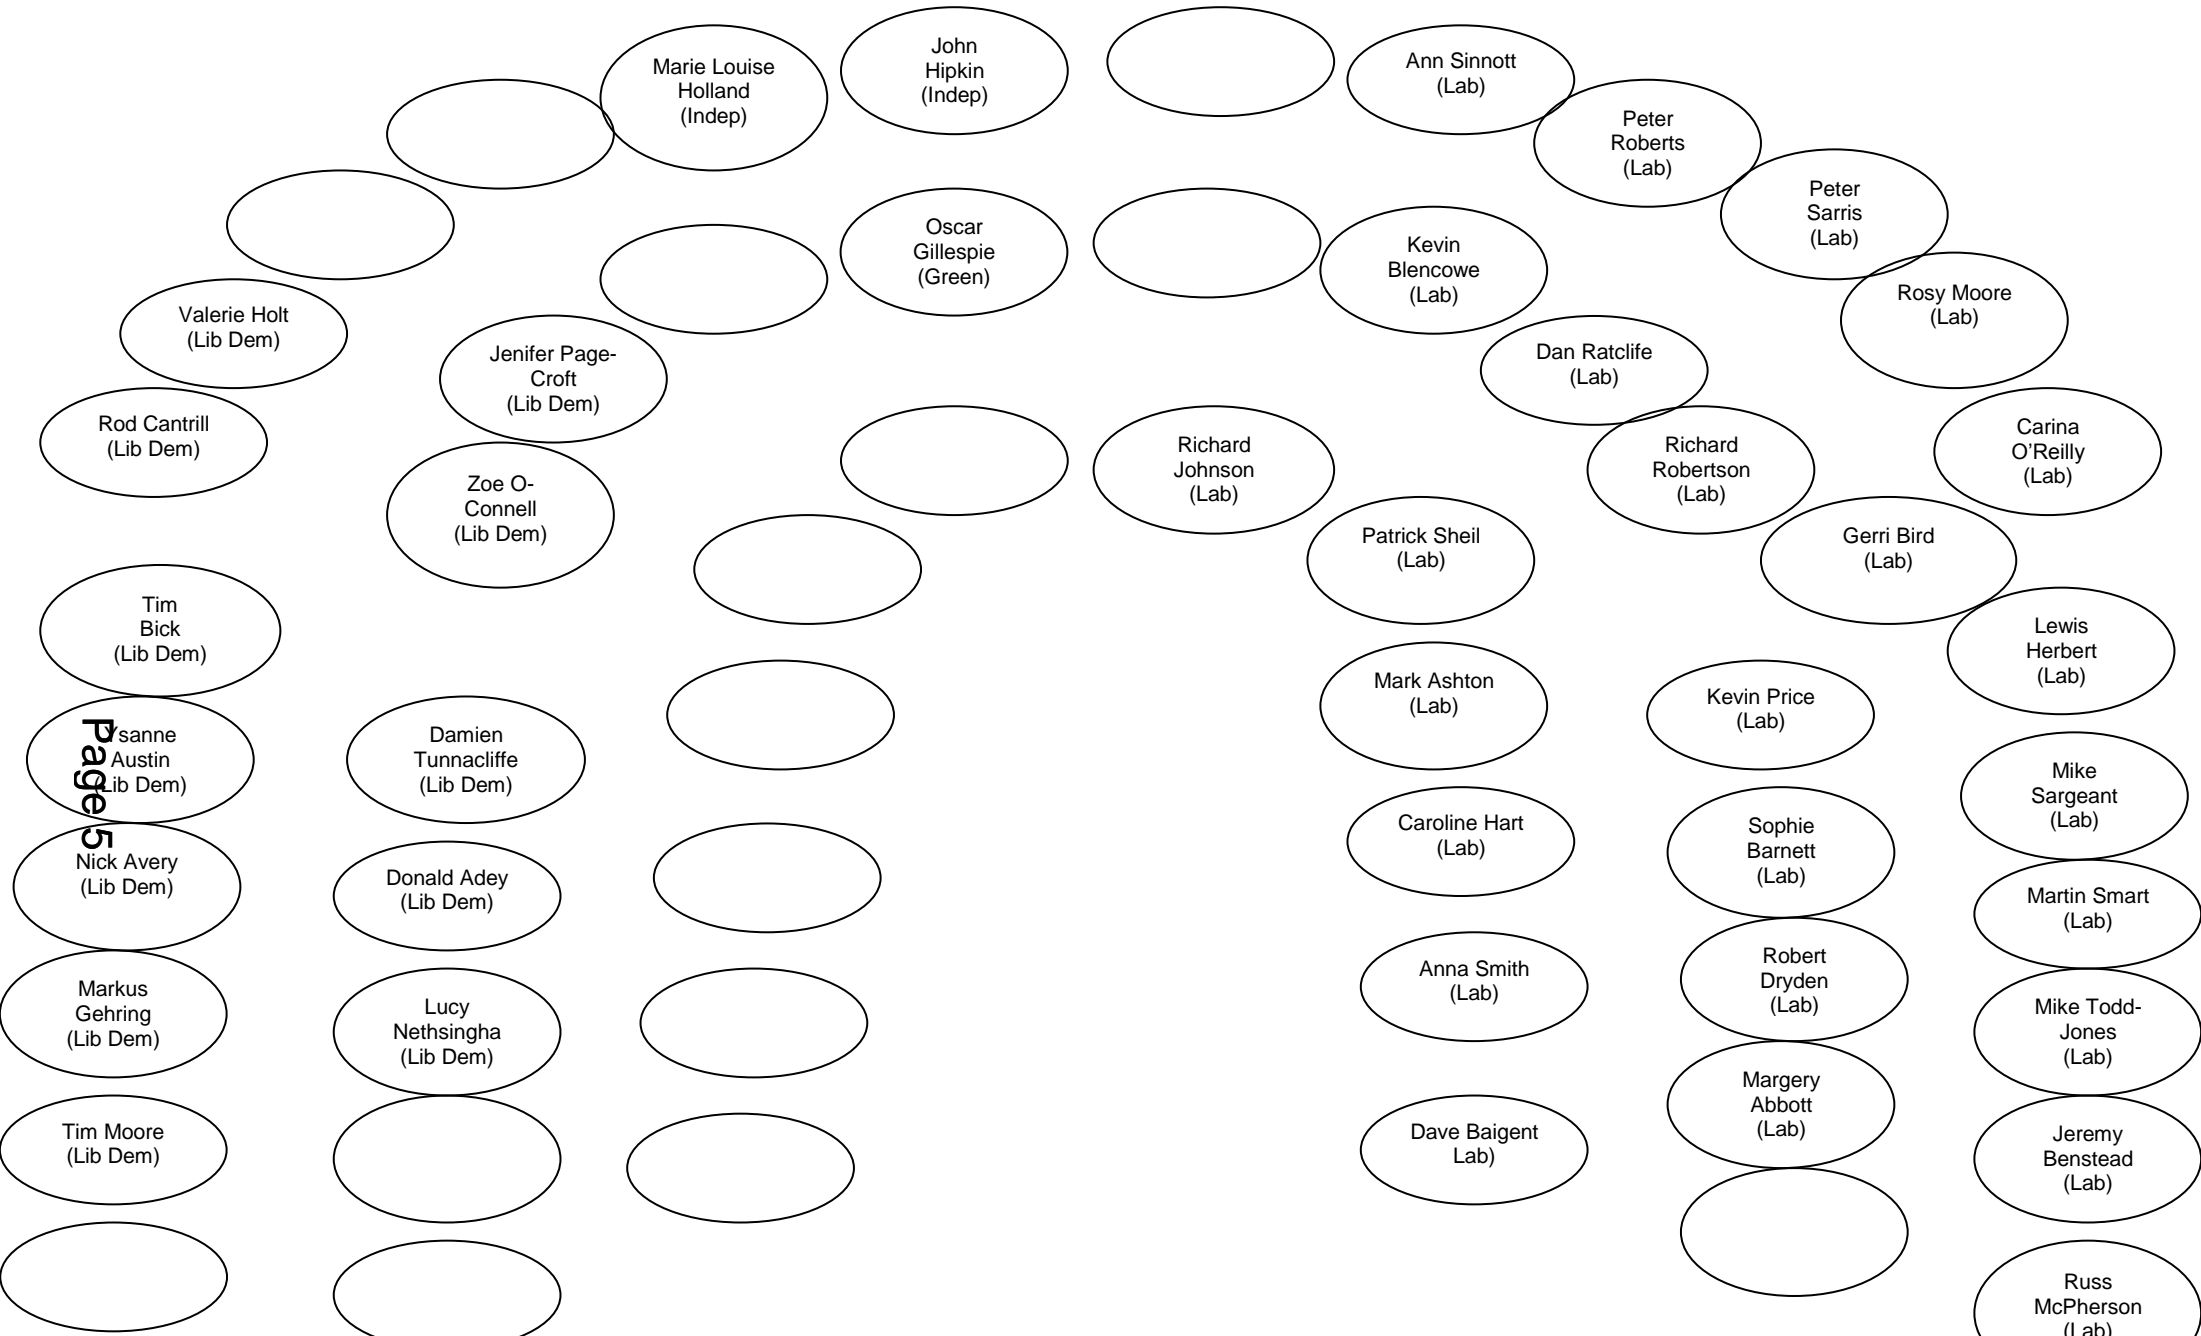 John
Hipkin
(Indep)
Marie Louise
Holland
(Indep)
Ann Sinnott
(Lab)
Peter
Roberts
(Lab)
Peter
Sarris
(Lab)
Oscar
Gillespie
(Green)
Kevin
Blencowe
(Lab)
Rosy Moore
(Lab)
Valerie Holt
(Lib Dem)
Jenifer Page-
Croft
(Lib Dem)
Dan Ratclife
(Lab)
Rod Cantrill
(Lib Dem)
Richard
Johnson
(Lab)
Richard
Robertson
(Lab)
Carina
O'Reilly
(Lab)
Zoe O-
Connell
(Lib Dem)
Patrick Sheil
(Lab)
Gerri Bird
(Lab)
Tim
Bick
(Lib Dem)
Lewis
Herbert
(Lab)
Mark Ashton
(Lab)
Kevin Price
(Lab)
Page 5
Ysanne
Austin
(Lib Dem)
Damien
Tunnacliffe
(Lib Dem)
Mike
Sargeant
(Lab)
Caroline Hart
(Lab)
Sophie
Barnett
(Lab)
Nick Avery
(Lib Dem)
Donald Adey
(Lib Dem)
Martin Smart
(Lab)
Anna Smith
(Lab)
Robert
Dryden
(Lab)
Markus
Gehring
(Lib Dem)
Lucy
Nethsingha
(Lib Dem)
Mike Todd-
Jones
(Lab)
Margery
Abbott
(Lab)
Tim Moore
(Lib Dem)
Dave Baigent
Lab)
Jeremy
Benstead
(Lab)
Russ
McPherson
(Lab)